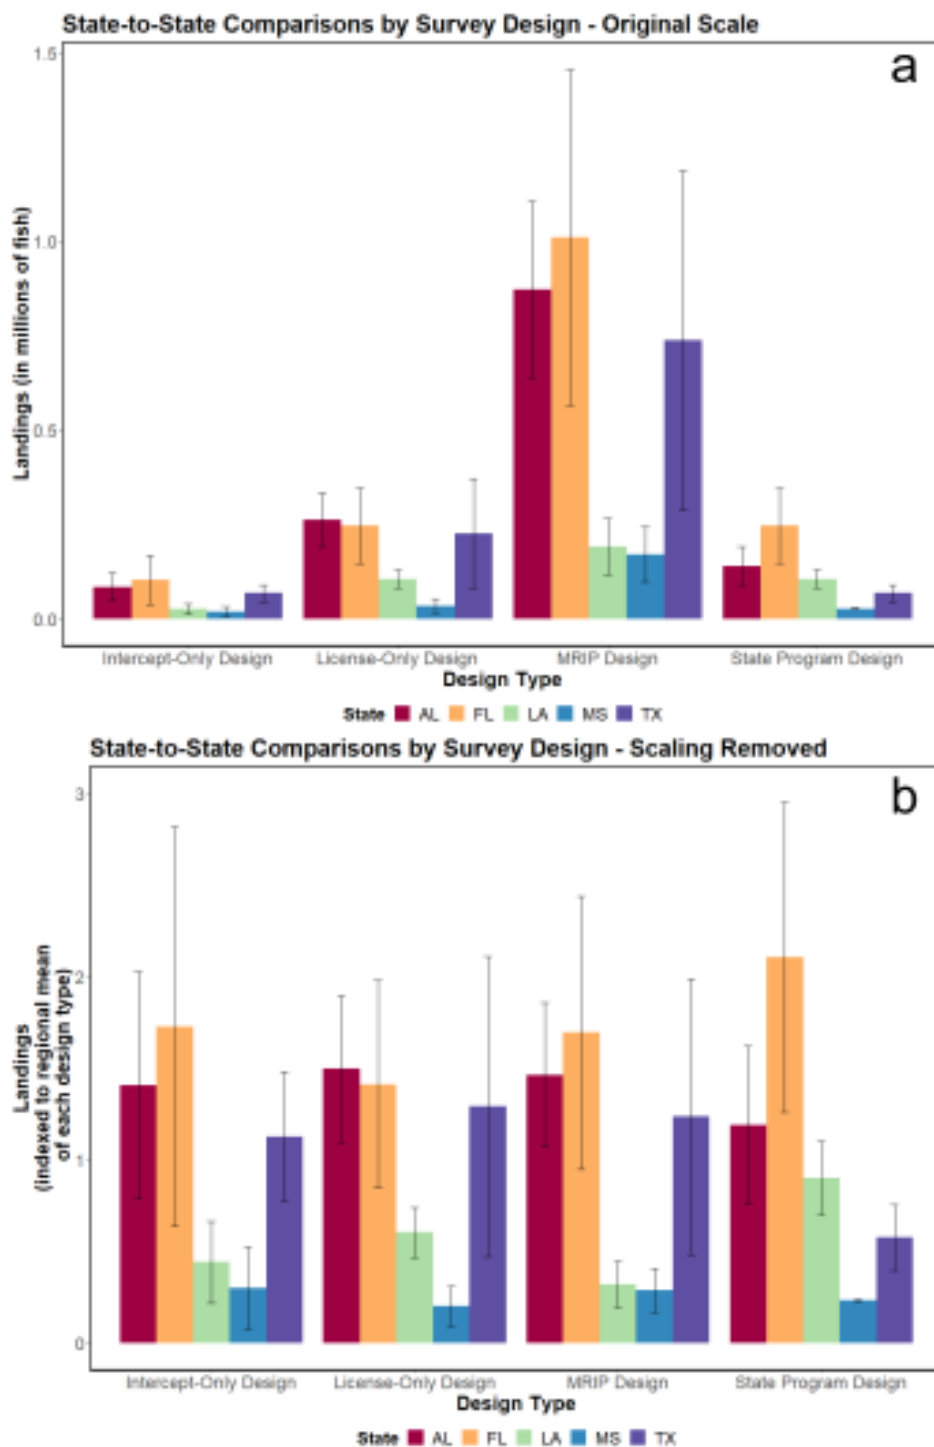 State-to-State Comparisons by Survey Design - Original Scale
a
1.5
1.0
0.5
0.0
Landings (in millions of fish)
Intercept-Only Design License-Only Design MRIP Design State Program Design
Design Type
State AL FL LA MS TX
State-to-State Comparisons by Survey Design - Scaling Removed
b
3
2
1
0
Landings
(indexed to regional mean
of each design type)
Intercept-Only Design License-Only Design MRIP Design State Program Design
Design Type
State AL FL LA MS TX